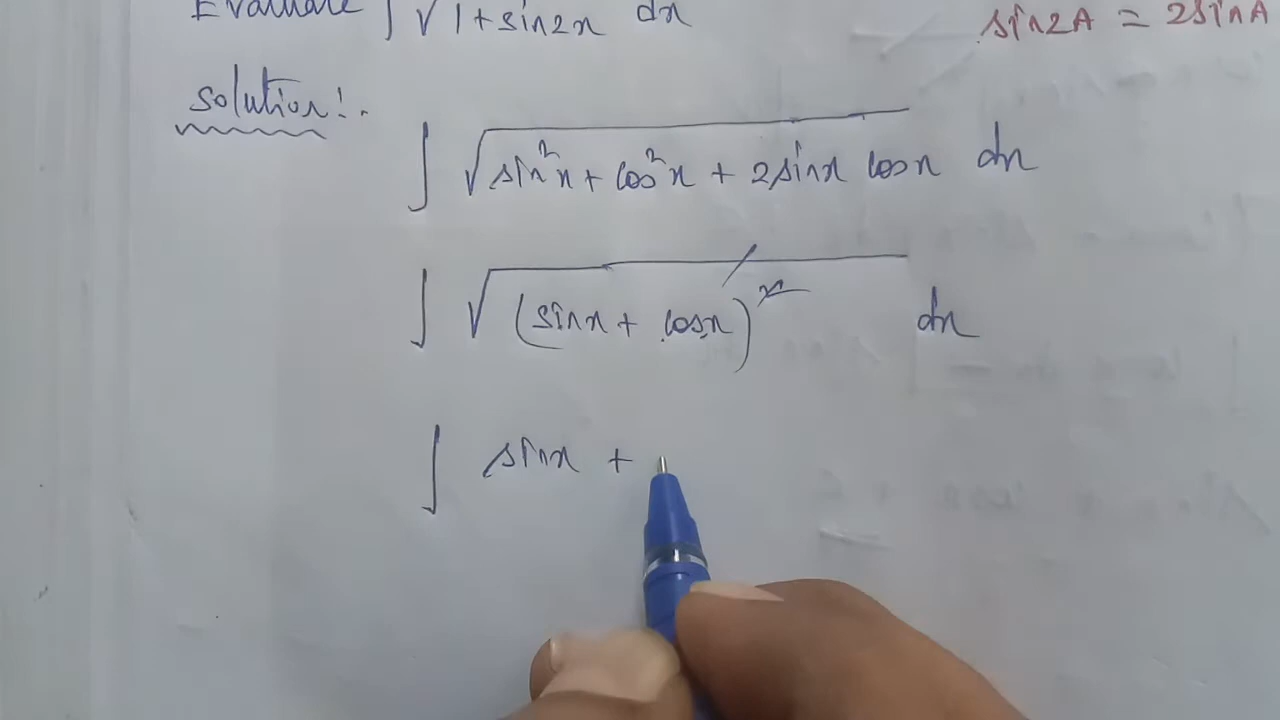 Evaluate ∫ √1+sin2x dx
sin2A = 2sinA
Solution:-
∫ √sin²x + cos²x + 2sinx cosx dx
∫ √(sinx + cosx)² dx
∫ sinx +